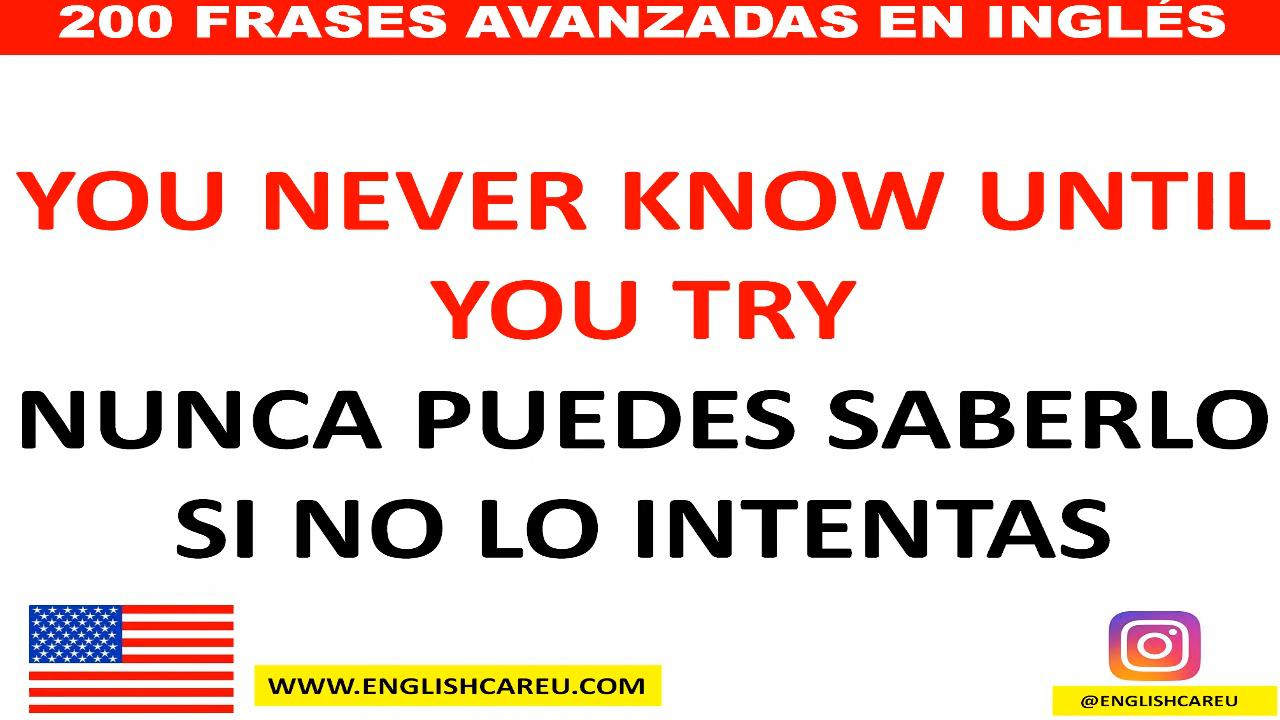 200 FRASES AVANZADAS EN INGLÉS
YOU NEVER KNOW UNTIL
YOU TRY
NUNCA PUEDES SABERLO
SI NO LO INTENTAS
WWW.ENGLISHCAREU.COM
@ENGLISHCAREU